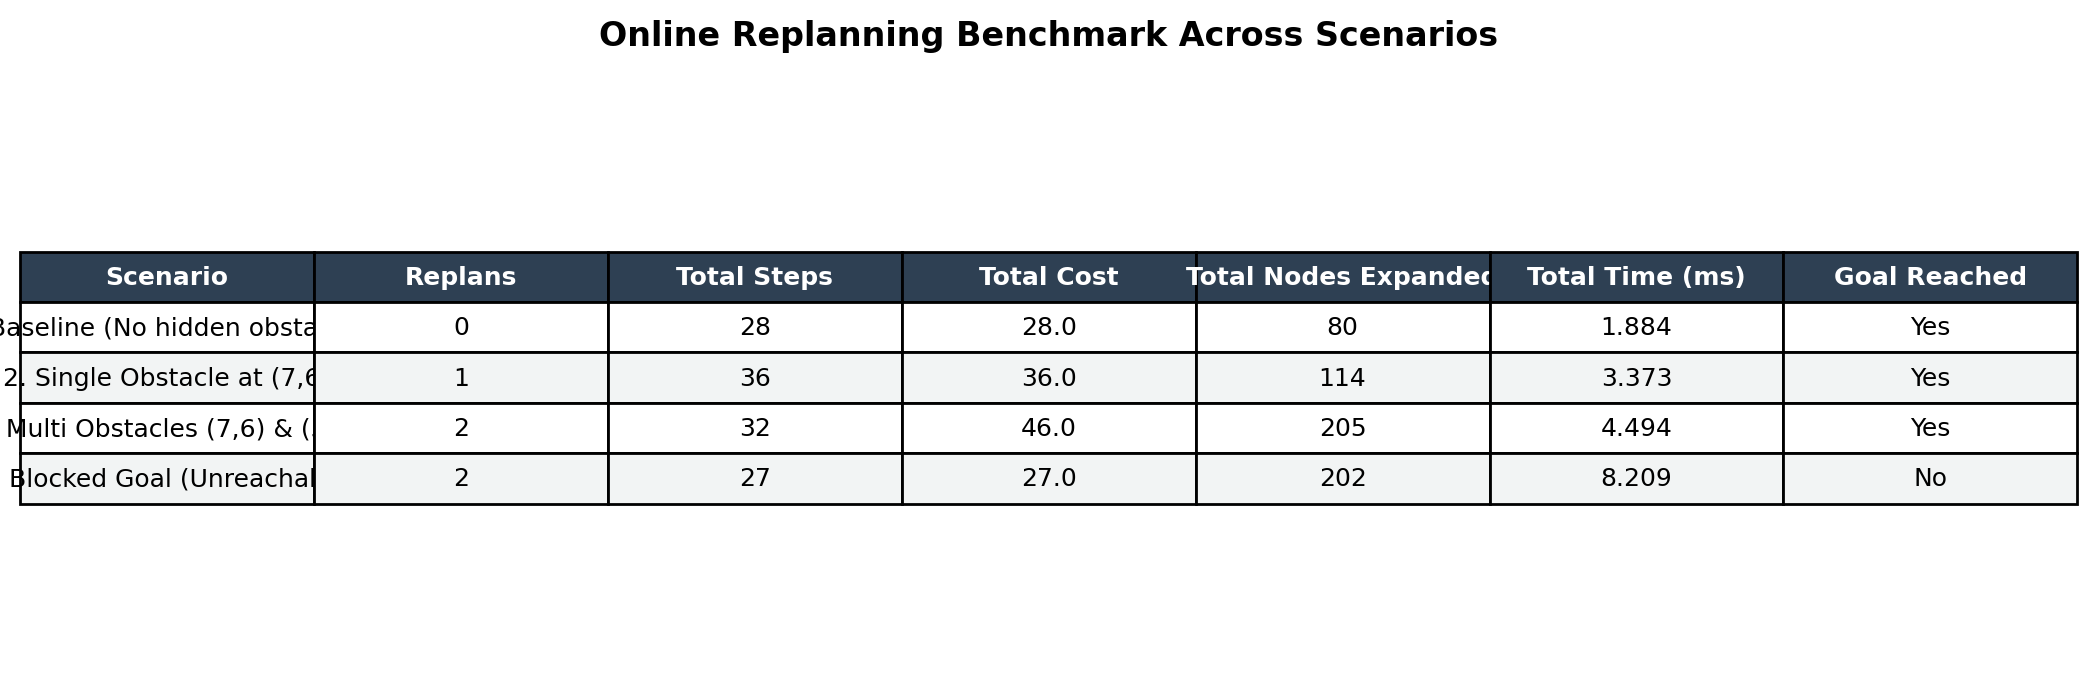 Online Replanning Benchmark Across Scenarios
Scenario Replans Total Steps Total Cost Total Nodes Expanded Total Time (ms) Goal Reached
Baseline (No hidden obsta 0 28 28.0 80 1.884 Yes
2. Single Obstacle at (7,6 1 36 36.0 114 3.373 Yes
Multi Obstacles (7,6) & ( 2 32 46.0 205 4.494 Yes
Blocked Goal (Unreachal 2 27 27.0 202 8.209 No